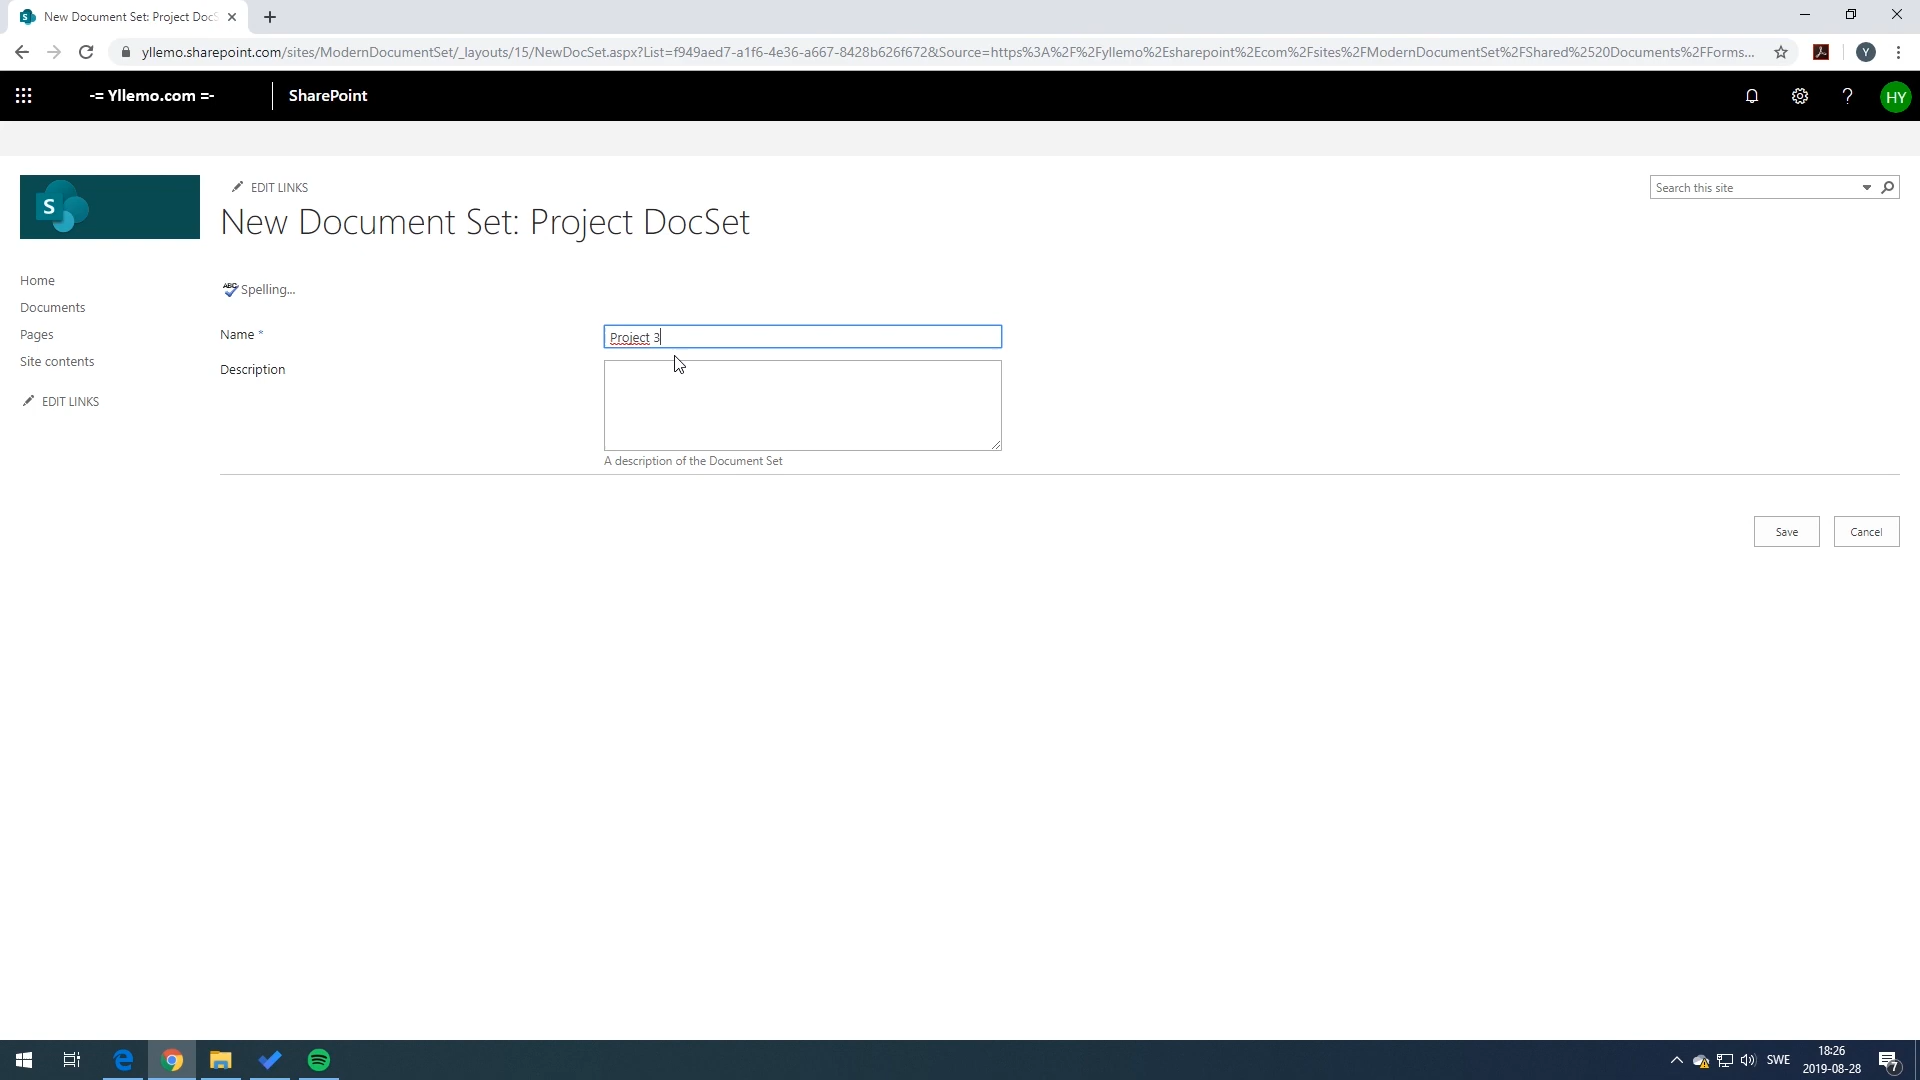 New Document Set: Project DocS
yllemo.sharepoint.com/sites/ModernDocumentSet/_layouts/15/NewDocSet.aspx?List=f949aed7-a1f6-4e36-a667-8428b626f672&Source=https%3A%2F%2Fyllemo%2Esharepoint%2Ecom%2Fsites%2FModernDocumentSet%2FShared%2520Documents%2FForms...
Y
-= Yllemo.com =-
SharePoint
?
HY
S
EDIT LINKS
Search this site
New Document Set: Project DocSet
Home
Documents
Pages
Site contents
EDIT LINKS
ABC Spelling...
Name *
Project 3
Description
A description of the Document Set
Save
Cancel
SWE
18:26
2019-08-28
7